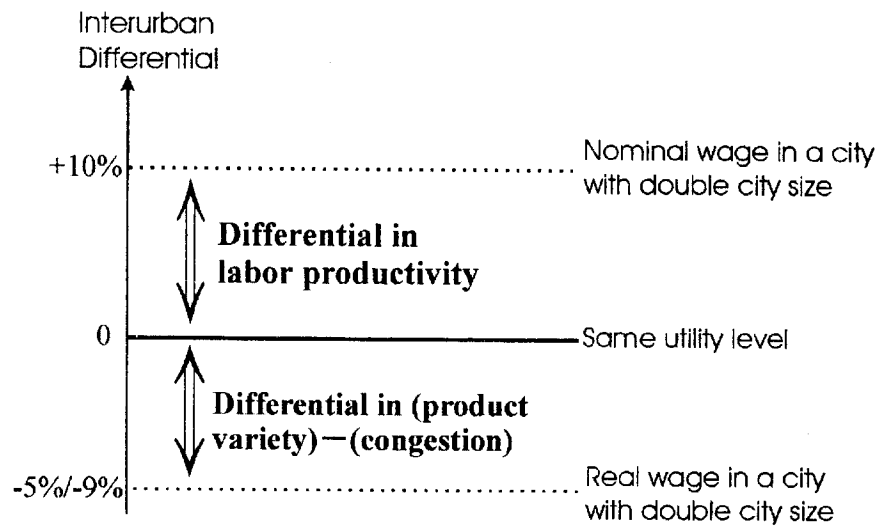 Interurban
Differential
+10%
Nominal wage in a city
with double city size
Differential in
labor productivity
0
Same utility level
Differential in (product
variety)－(congestion)
-5%/-9%
Real wage in a city
with double city size